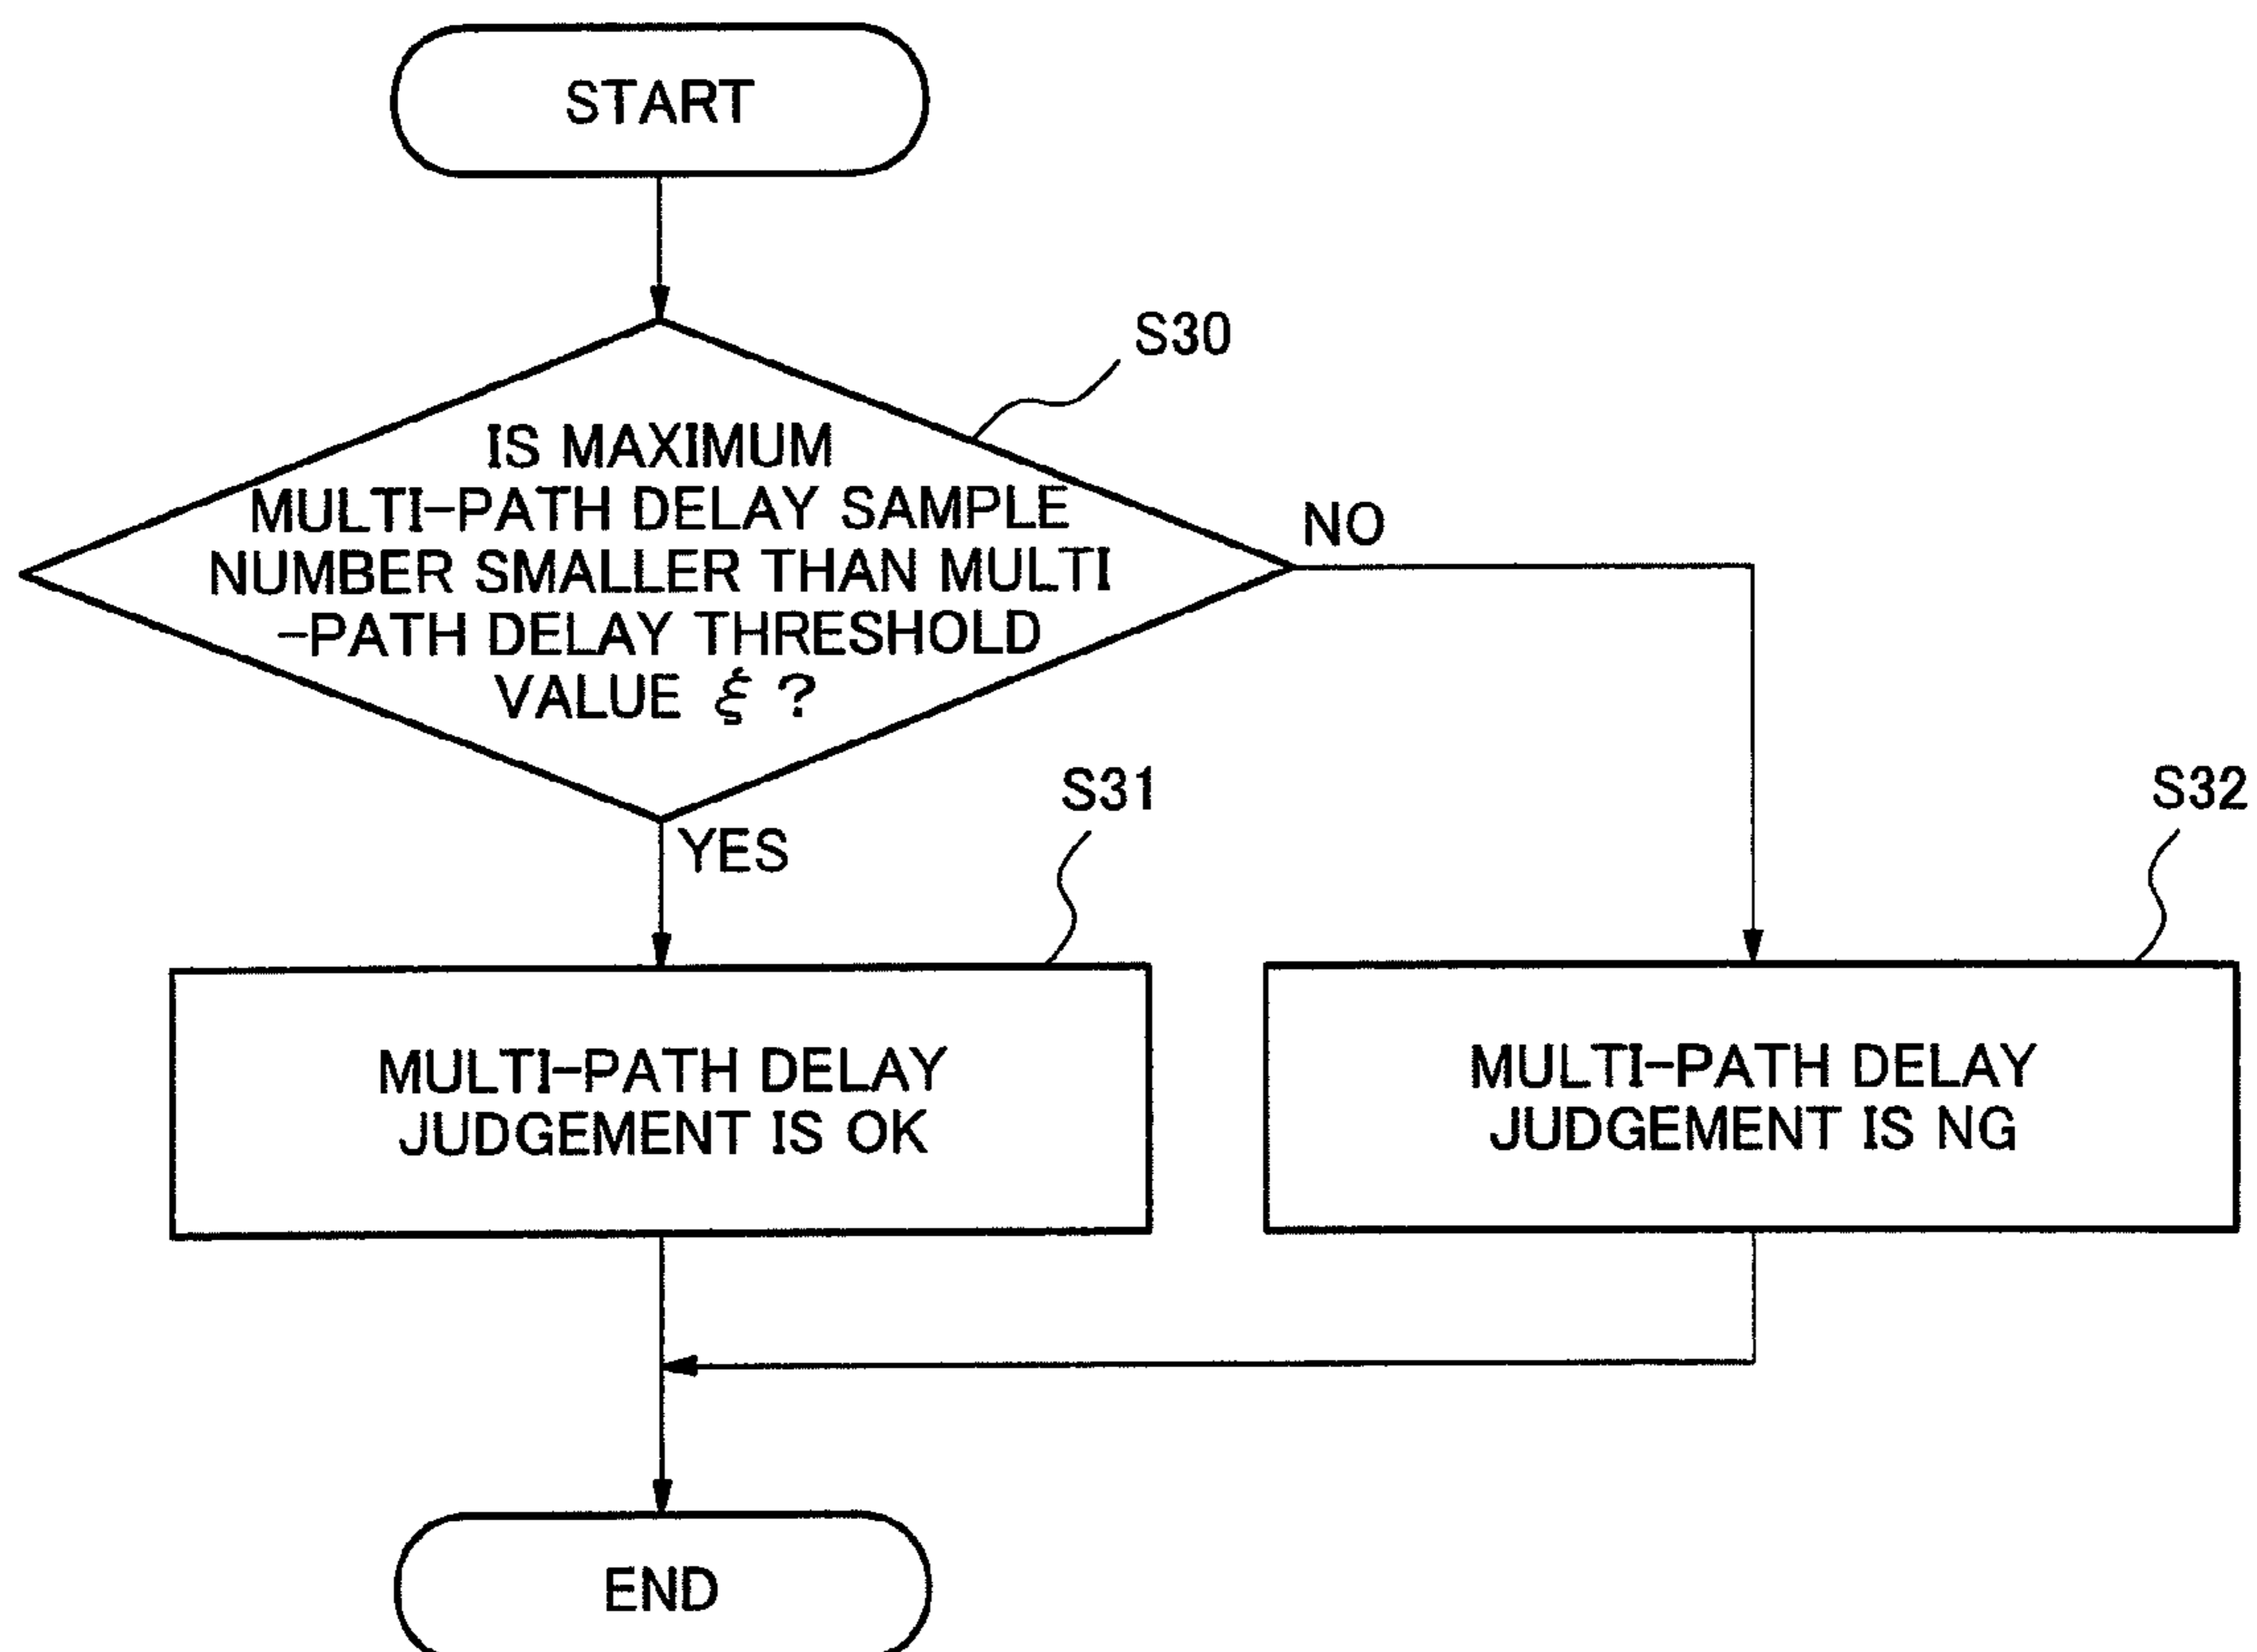 START
S30
IS MAXIMUM
MULTI-PATH DELAY SAMPLE
NUMBER SMALLER THAN MULTI
-PATH DELAY THRESHOLD
VALUE ξ ?
NO
YES
S31
S32
MULTI-PATH DELAY
JUDGEMENT IS OK
MULTI-PATH DELAY
JUDGEMENT IS NG
END